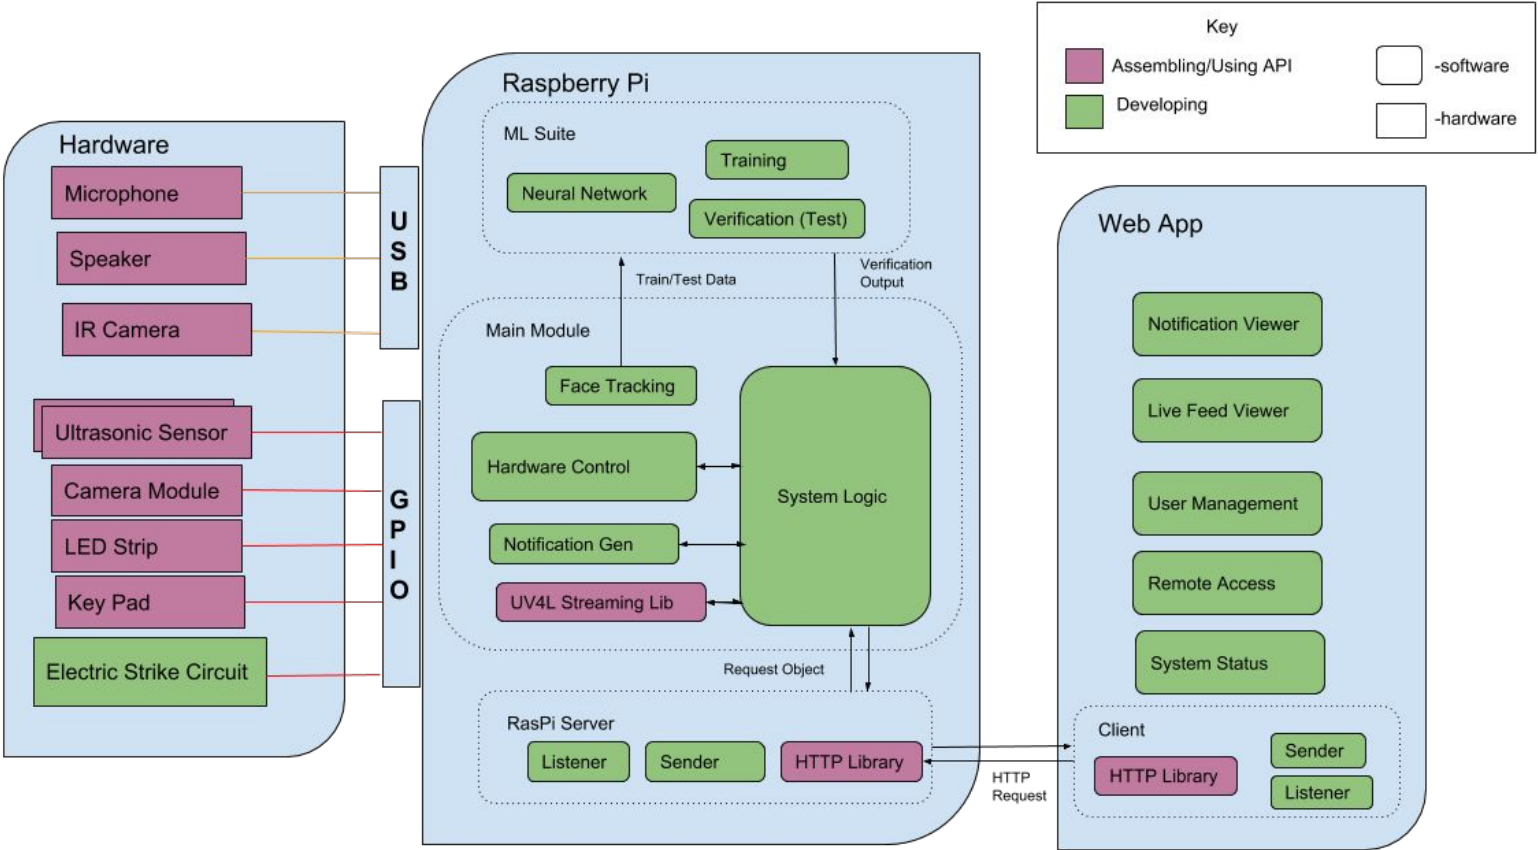 Key
Assembling/Using API
-software
Developing
-hardware
Hardware
Microphone
Speaker
IR Camera
Ultrasonic Sensor
Camera Module
LED Strip
Key Pad
Electric Strike Circuit
U
S
B
G
P
I
O
Raspberry Pi
ML Suite
Training
Neural Network
Verification (Test)
Train/Test Data
Verification
Output
Main Module
Face Tracking
Hardware Control
System Logic
Notification Gen
UV4L Streaming Lib
Request Object
RasPi Server
Listener
Sender
HTTP Library
HTTP
Request
Web App
Notification Viewer
Live Feed Viewer
User Management
Remote Access
System Status
Client
HTTP Library
Sender
Listener